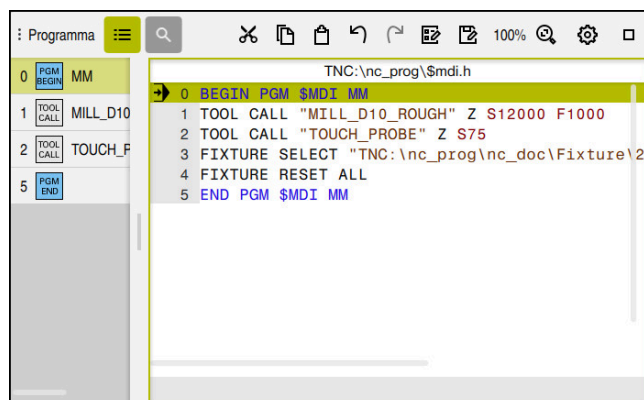 Programma
100%
0 PGM BEGIN MM
1 TOOL CALL MILL_D10
2 TOOL CALL TOUCH_P
5 PGM END
TNC:\nc_prog\$mdi.h
0 BEGIN PGM $MDI MM
1 TOOL CALL "MILL_D10_ROUGH" Z S12000 F1000
2 TOOL CALL "TOUCH_PROBE" Z S75
3 FIXTURE SELECT "TNC:\nc_prog\nc_doc\Fixture\2
4 FIXTURE RESET ALL
5 END PGM $MDI MM